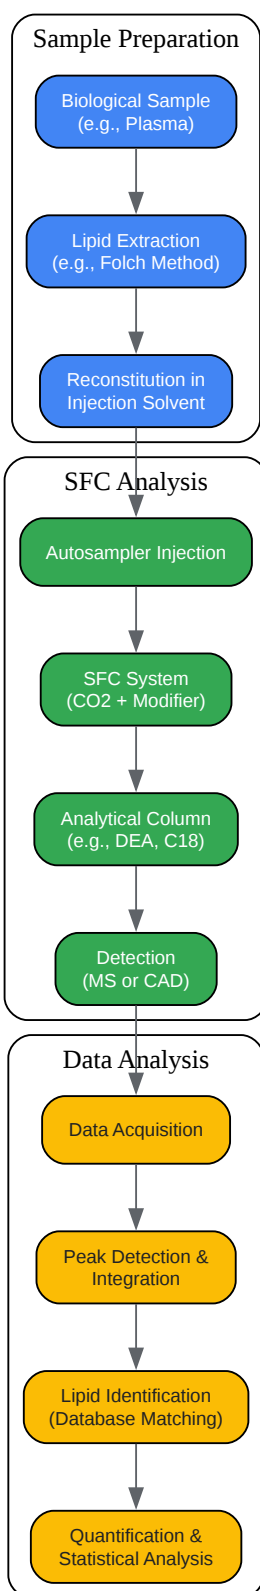 Sample Preparation
Biological Sample
(e.g., Plasma)
Lipid Extraction
(e.g., Folch Method)
Reconstitution in
Injection Solvent
SFC Analysis
Autosampler Injection
SFC System
(CO2 + Modifier)
Analytical Column
(e.g., DEA, C18)
Detection
(MS or CAD)
Data Analysis
Data Acquisition
Peak Detection &
Integration
Lipid Identification
(Database Matching)
Quantification &
Statistical Analysis